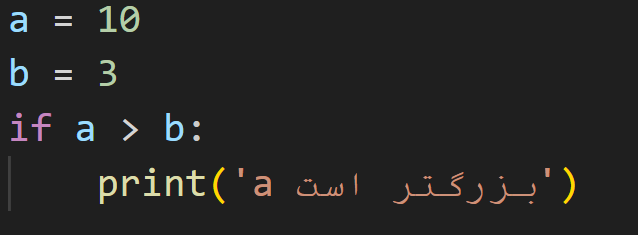 a = 10
b = 3
if a > b:
    print('a بزرگتر است')